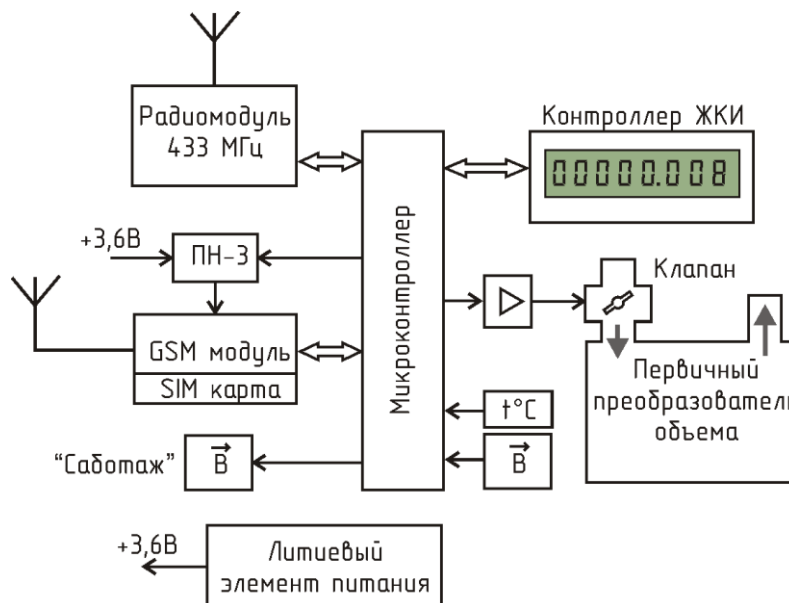 Радиомодуль
433 МГц
Контроллер ЖКИ
00000.008
+3,6В
ПН-3
Микроконтроллер
Клапан
GSM модуль
SIM карта
Первичный
преобразователь
объема
t°C
"Саботаж"
B
B
+3,6В
Литиевый
элемент питания